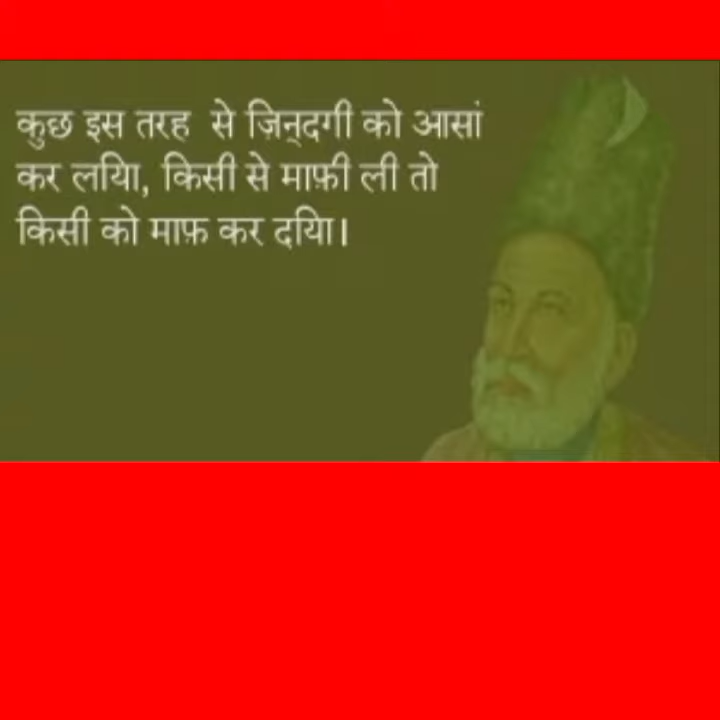 कुछ इस तरह से ज़िन्‌दगी को आसां
कर लयिा, किसी से माफ़ी ली तो
किसी को माफ़ कर दयिा।